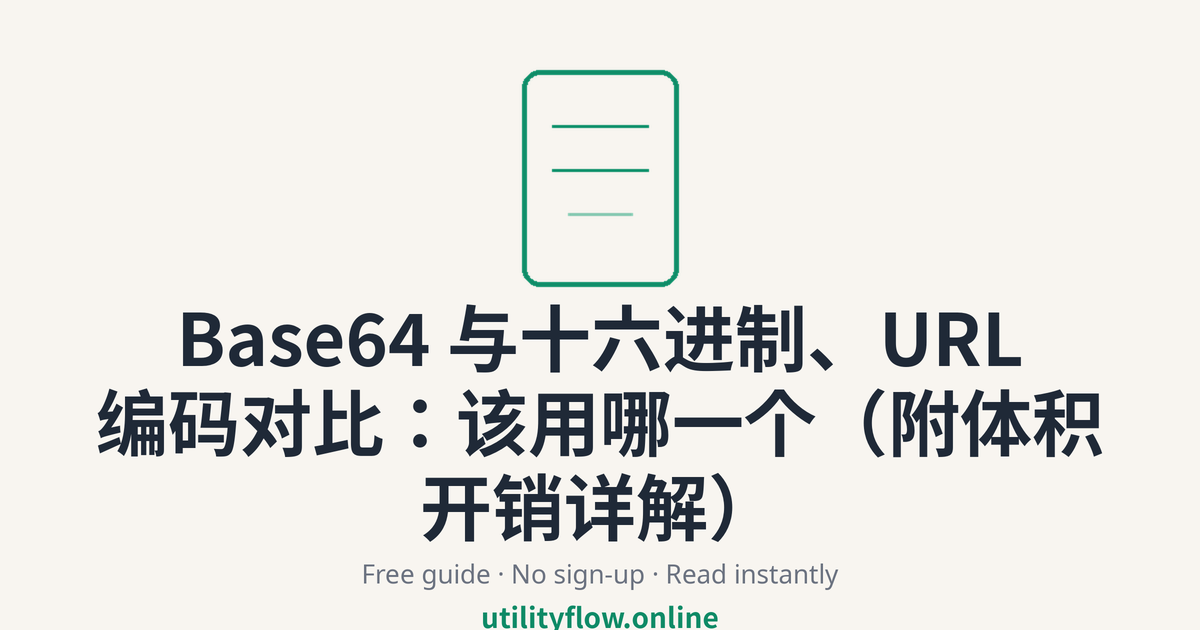 Base64 与十六进制、URL
编码对比：该用哪一个（附体积
开销详解）
Free guide · No sign-up · Read instantly
utilityflow.online